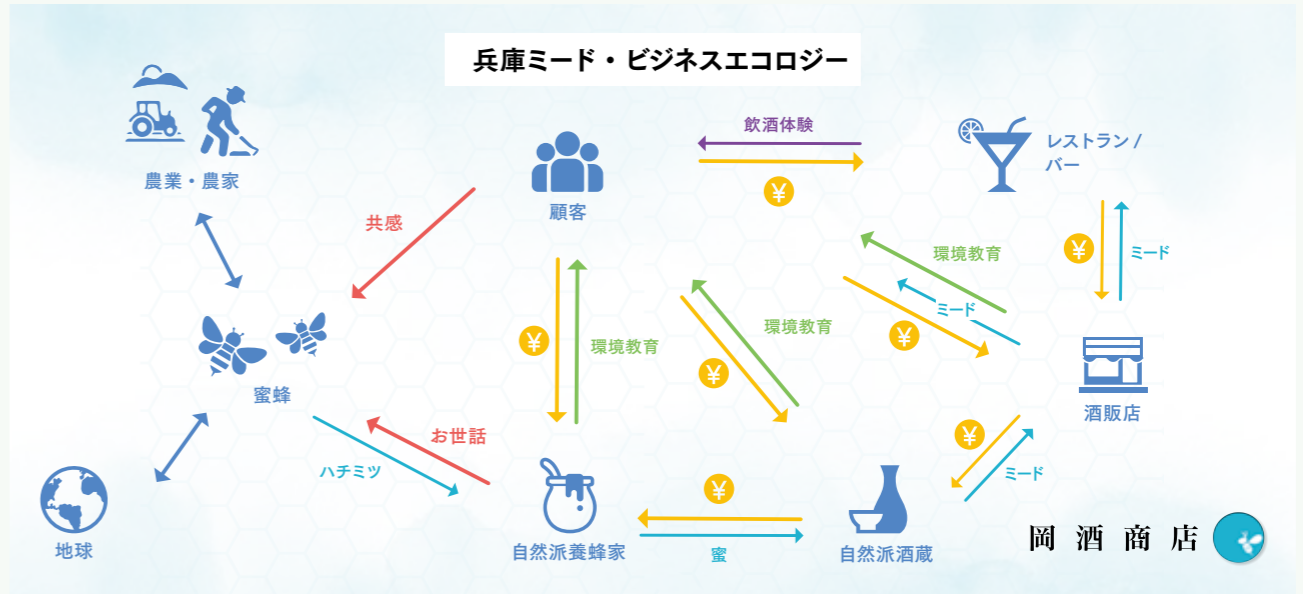 兵庫ミード・ビジネスエコロジー
飲酒体験
レストラン /
バー
¥
農業・農家
顧客
共感
環境教育
¥
ミード
ミード
¥
環境教育
¥
環境教育
¥
蜜蜂
酒販店
お世話
ハチミツ
¥
ミード
¥
地球
自然派養蜂家
蜜
自然派酒蔵
岡酒商店